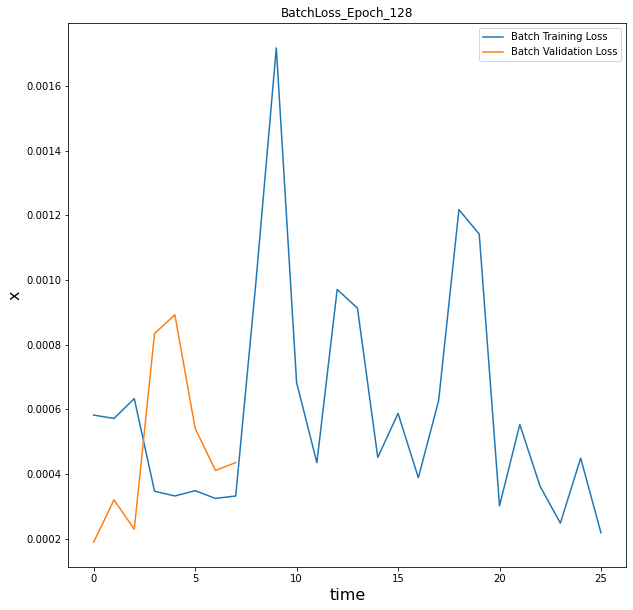 BatchLoss_Epoch_128
Batch Training Loss
Batch Validation Loss
0.0016
0.0014
0.0012
0.0010
0.0008
0.0006
0.0004
0.0002
x
0 5 10 15 20 25
time